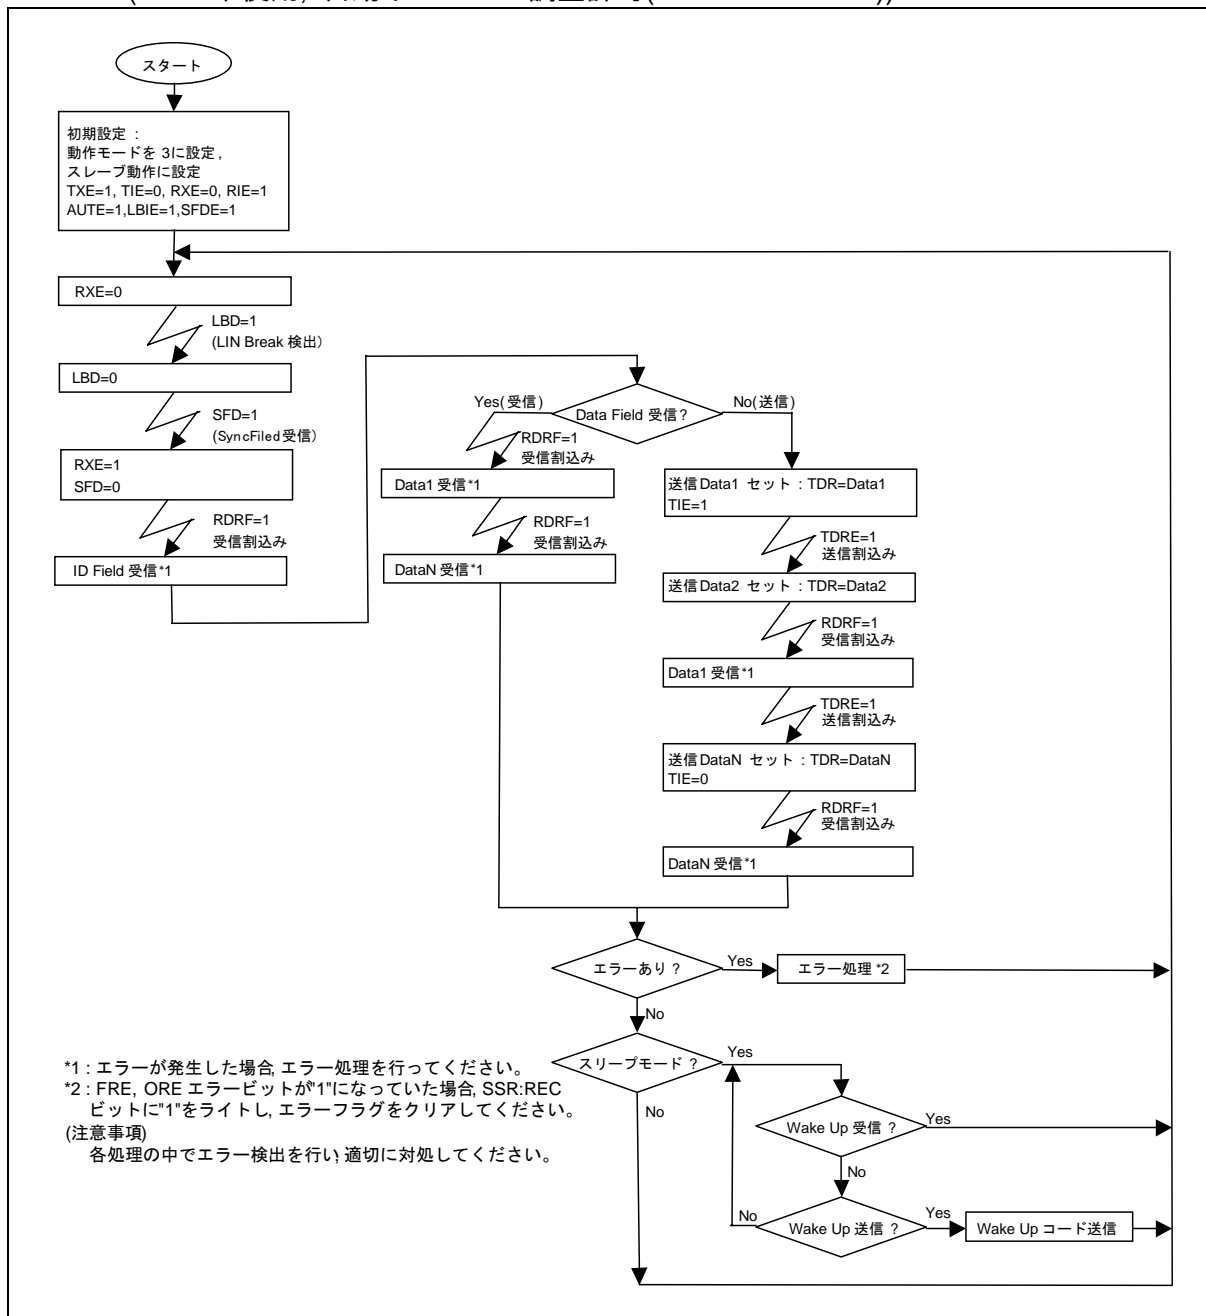 スタート
初期設定 :
動作モードを 3に設定 ,
スレーブ動作に設定
TXE=1, TIE=0, RXE=0, RIE=1
AUTE=1,LBIE=1,SFDE=1
RXE=0
LBD=1
(LIN Break 検出)
LBD=0
SFD=1
(SyncFiled 受信)
RXE=1
SFD=0
RDRF=1
受信割込み
ID Field 受信*1
Data Field 受信 ?
Yes(受信)
No(送信)
RDRF=1
受信割込み
Data1 受信*1
RDRF=1
受信割込み
DataN 受信*1
送信Data1 セット : TDR=Data1
TIE=1
TDRE=1
送信割込み
送信Data2 セット : TDR=Data2
RDRF=1
受信割込み
Data1 受信*1
TDRE=1
送信割込み
送信DataN セット : TDR=DataN
TIE=0
RDRF=1
受信割込み
DataN 受信*1
エラーあり ?
Yes
エラー処理 *2
No
スリープモード ?
Yes
No
Wake Up 受信 ?
Yes
No
Wake Up 送信 ?
No
Yes
Wake Up コード送信
*1 : エラーが発生した場合, エラー処理を行ってください。
*2 : FRE, ORE エラービットが"1"になっていた場合, SSR:REC
ビットに"1"をライトし, エラーフラグをクリアしてください。
(注意事項)
各処理の中でエラー検出を行い, 適切に対処してください。